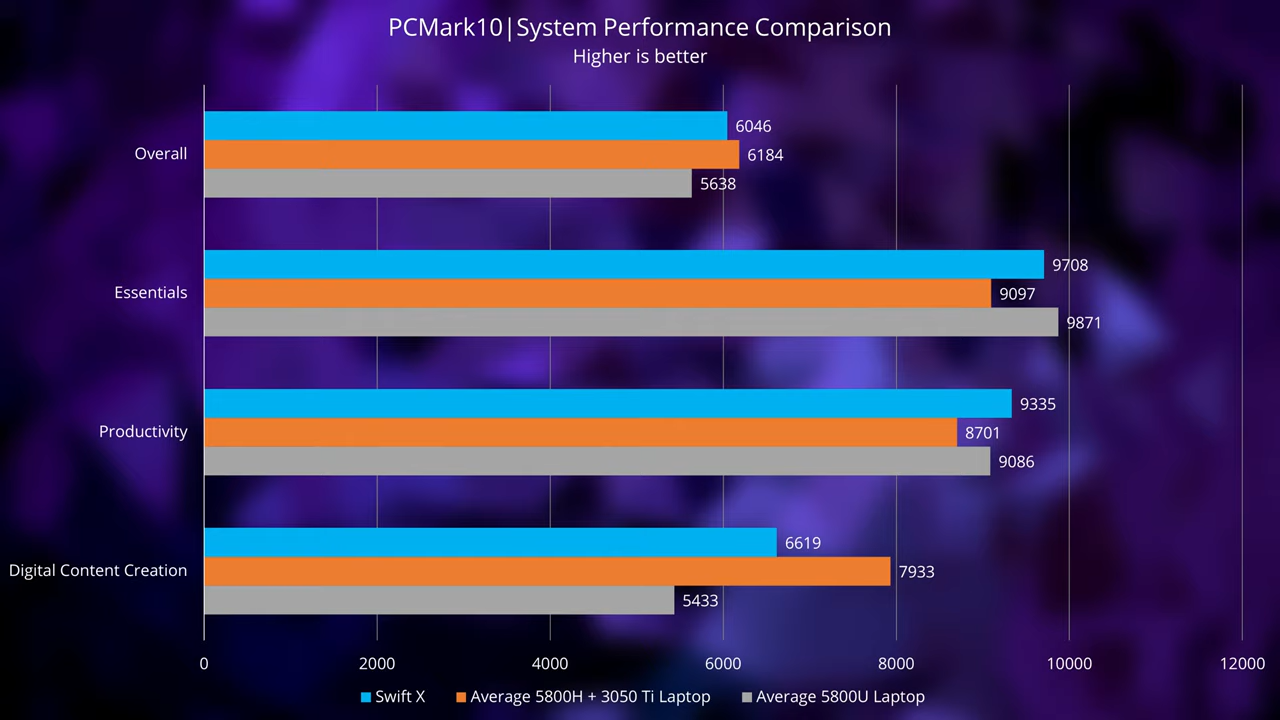 PCMark10|System Performance Comparison
Higher is better
Overall
6046
6184
5638
Essentials
9708
9097
9871
Productivity
9335
8701
9086
Digital Content Creation
6619
7933
5433
0 2000 4000 6000 8000 10000 12000
Swift X Average 5800H + 3050 Ti Laptop Average 5800U Laptop